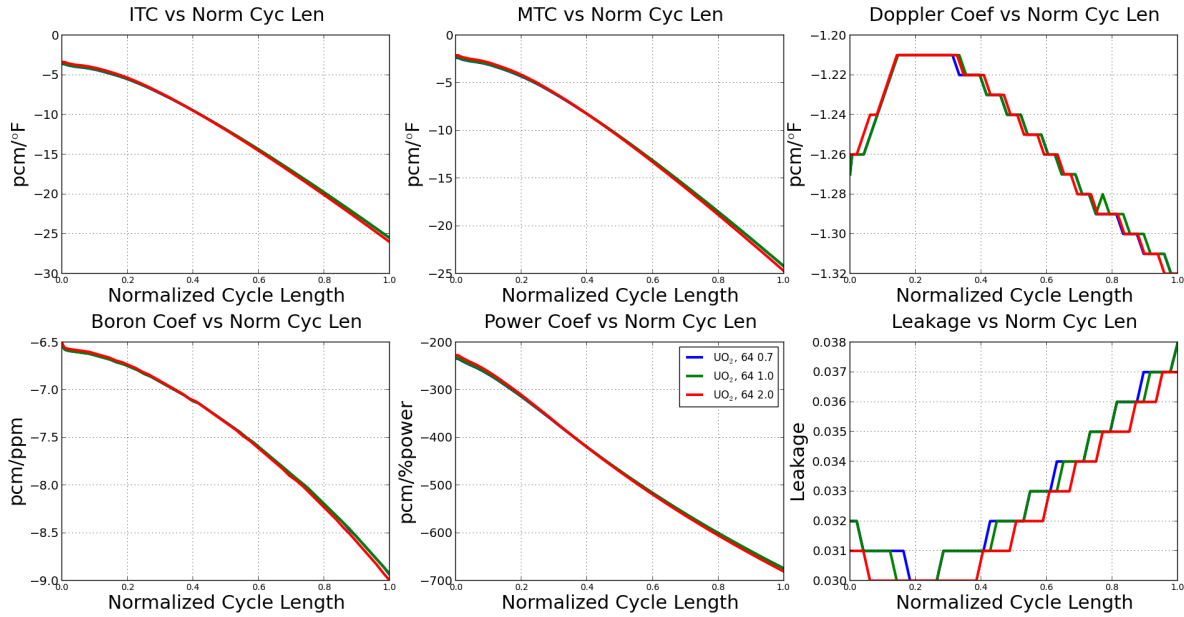 ITC vs Norm Cyc Len
0
−5
−10
−15
−20
−25
−30
pcm/°F
0.0 0.2 0.4 0.6 0.8 1.0
Normalized Cycle Length
MTC vs Norm Cyc Len
0
−5
−10
−15
−20
−25
pcm/°F
0.0 0.2 0.4 0.6 0.8 1.0
Normalized Cycle Length
Doppler Coef vs Norm Cyc Len
−1.20
−1.22
−1.24
−1.26
−1.28
−1.30
−1.32
pcm/°F
0.0 0.2 0.4 0.6 0.8 1.0
Normalized Cycle Length
Boron Coef vs Norm Cyc Len
−6.5
−7.0
−7.5
−8.0
−8.5
−9.0
pcm/ppm
0.0 0.2 0.4 0.6 0.8 1.0
Normalized Cycle Length
Power Coef vs Norm Cyc Len
−200
−300
−400
−500
−600
−700
pcm/%power
UO₂, 64 0.7
UO₂, 64 1.0
UO₂, 64 2.0
0.0 0.2 0.4 0.6 0.8 1.0
Normalized Cycle Length
Leakage vs Norm Cyc Len
0.038
0.037
0.036
0.035
0.034
0.033
0.032
0.031
0.030
Leakage
0.0 0.2 0.4 0.6 0.8 1.0
Normalized Cycle Length